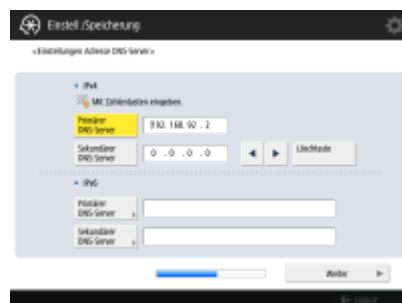 Einstell./Speicherung
<Einstellungen Adresse DNS-Server>
IPv4
Mit Zahlentasten eingeben.
Primärer
DNS-Server
192. 168. 92 . 2
Sekundärer
DNS-Server
0 . 0 . 0 . 0
Löschtaste
IPv6
Primärer
DNS-Server
Sekundärer
DNS-Server
Weiter
Logout